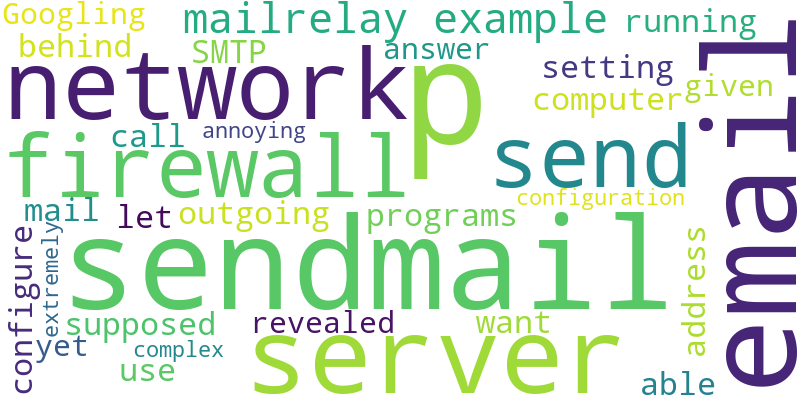 Googling
mailrelay example
running
behind
SMTP
answer
network
p
setting
computer
given
email
call
annoying
firewall
send
configuration
mail
let
outgoing
programs
sendmail
configure
extremely
address
supposed
revealed
want
yet
complex
server
use
able